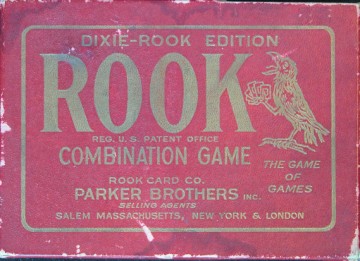 DIXIE-ROOK EDITION
ROOK
REG. U.S. PATENT OFFICE
COMBINATION GAME
THE GAME
OF
GAMES
ROOK CARD CO.
PARKER BROTHERS INC.
SELLING AGENTS
SALEM MASSACHUSETTS, NEW YORK & LONDON